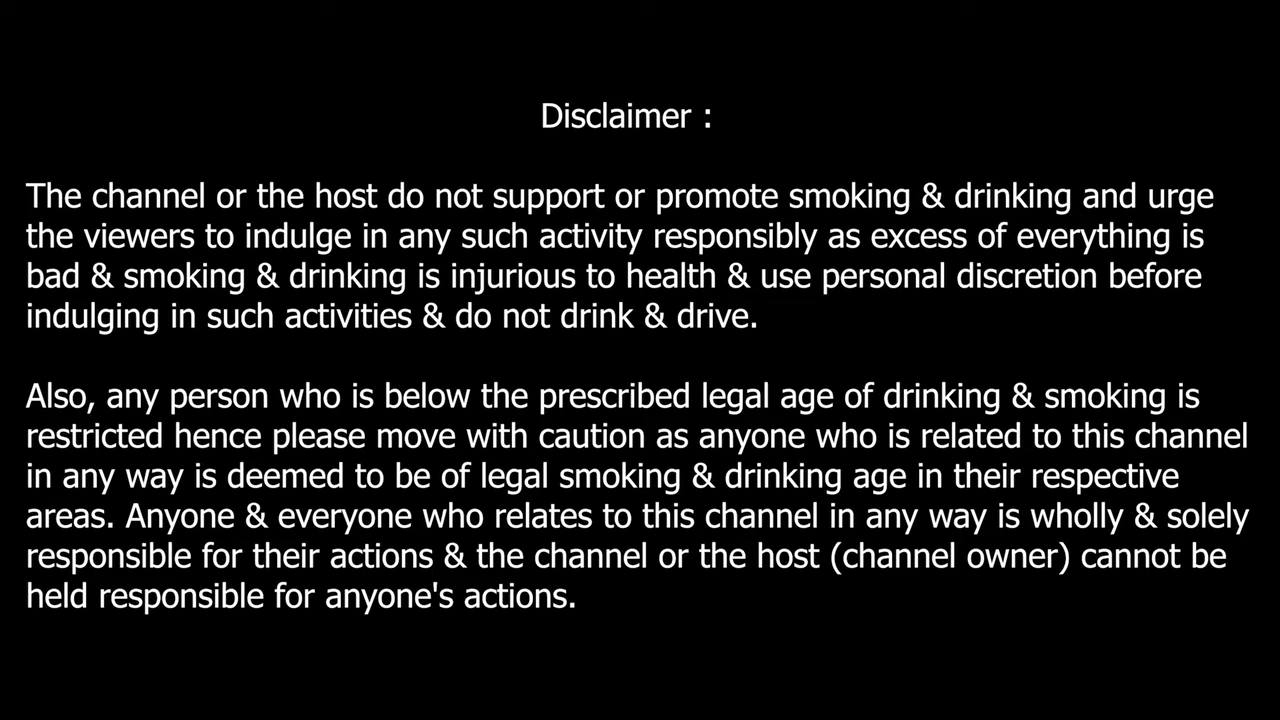 Disclaimer :
The channel or the host do not support or promote smoking & drinking and urge
the viewers to indulge in any such activity responsibly as excess of everything is
bad & smoking & drinking is injurious to health & use personal discretion before
indulging in such activities & do not drink & drive.
Also, any person who is below the prescribed legal age of drinking & smoking is
restricted hence please move with caution as anyone who is related to this channel
in any way is deemed to be of legal smoking & drinking age in their respective
areas. Anyone & everyone who relates to this channel in any way is wholly & solely
responsible for their actions & the channel or the host (channel owner) cannot be
held responsible for anyone's actions.